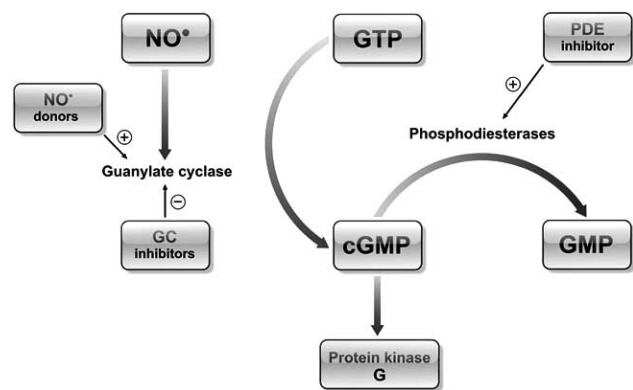 NO•
GTP
PDE
inhibitor
NO•
donors
+
+
Phosphodiesterases
Guanylate cyclase
−
GC
inhibitors
cGMP
GMP
Protein kinase
G